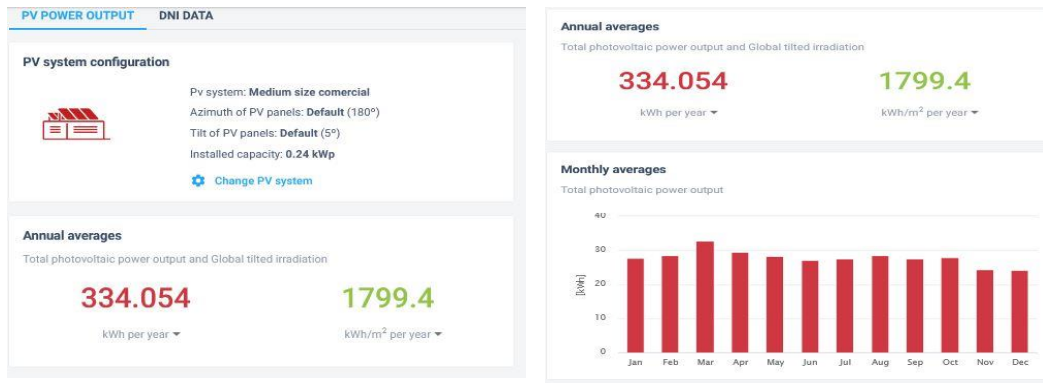 PV POWER OUTPUT DNI DATA
PV system configuration
Pv system: Medium size comercial
Azimuth of PV panels: Default (180º)
Tilt of PV panels: Default (5º)
Installed capacity: 0.24 kWp
Change PV system
Annual averages
Total photovoltaic power output and Global tilted irradiation
334.054 1799.4
kWh per year kWh/m² per year
Annual averages
Total photovoltaic power output and Global tilted irradiation
334.054 1799.4
kWh per year kWh/m² per year
Monthly averages
Total photovoltaic power output
40
30
20
10
0
[kWh]
Jan Feb Mar Apr May Jun Jul Aug Sep Oct Nov Dec